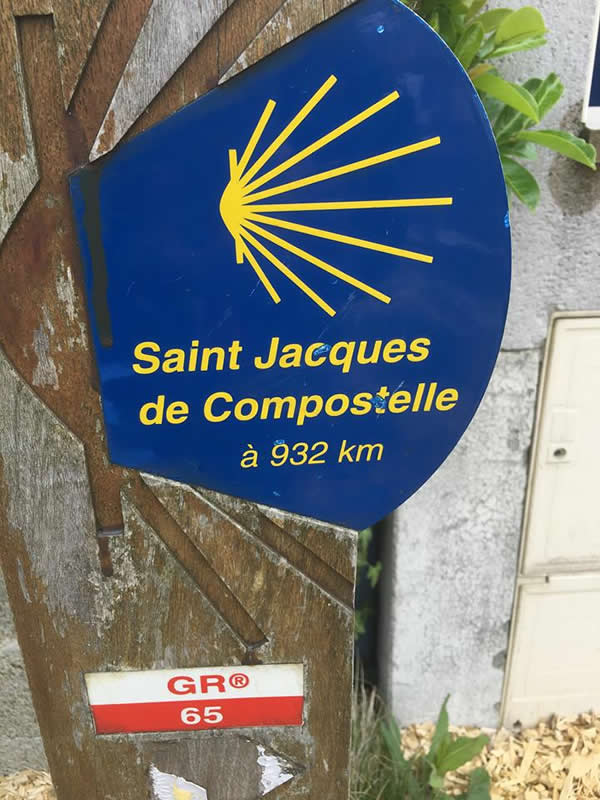 Saint Jacques
de Compostelle
à 932 km
GR®
65